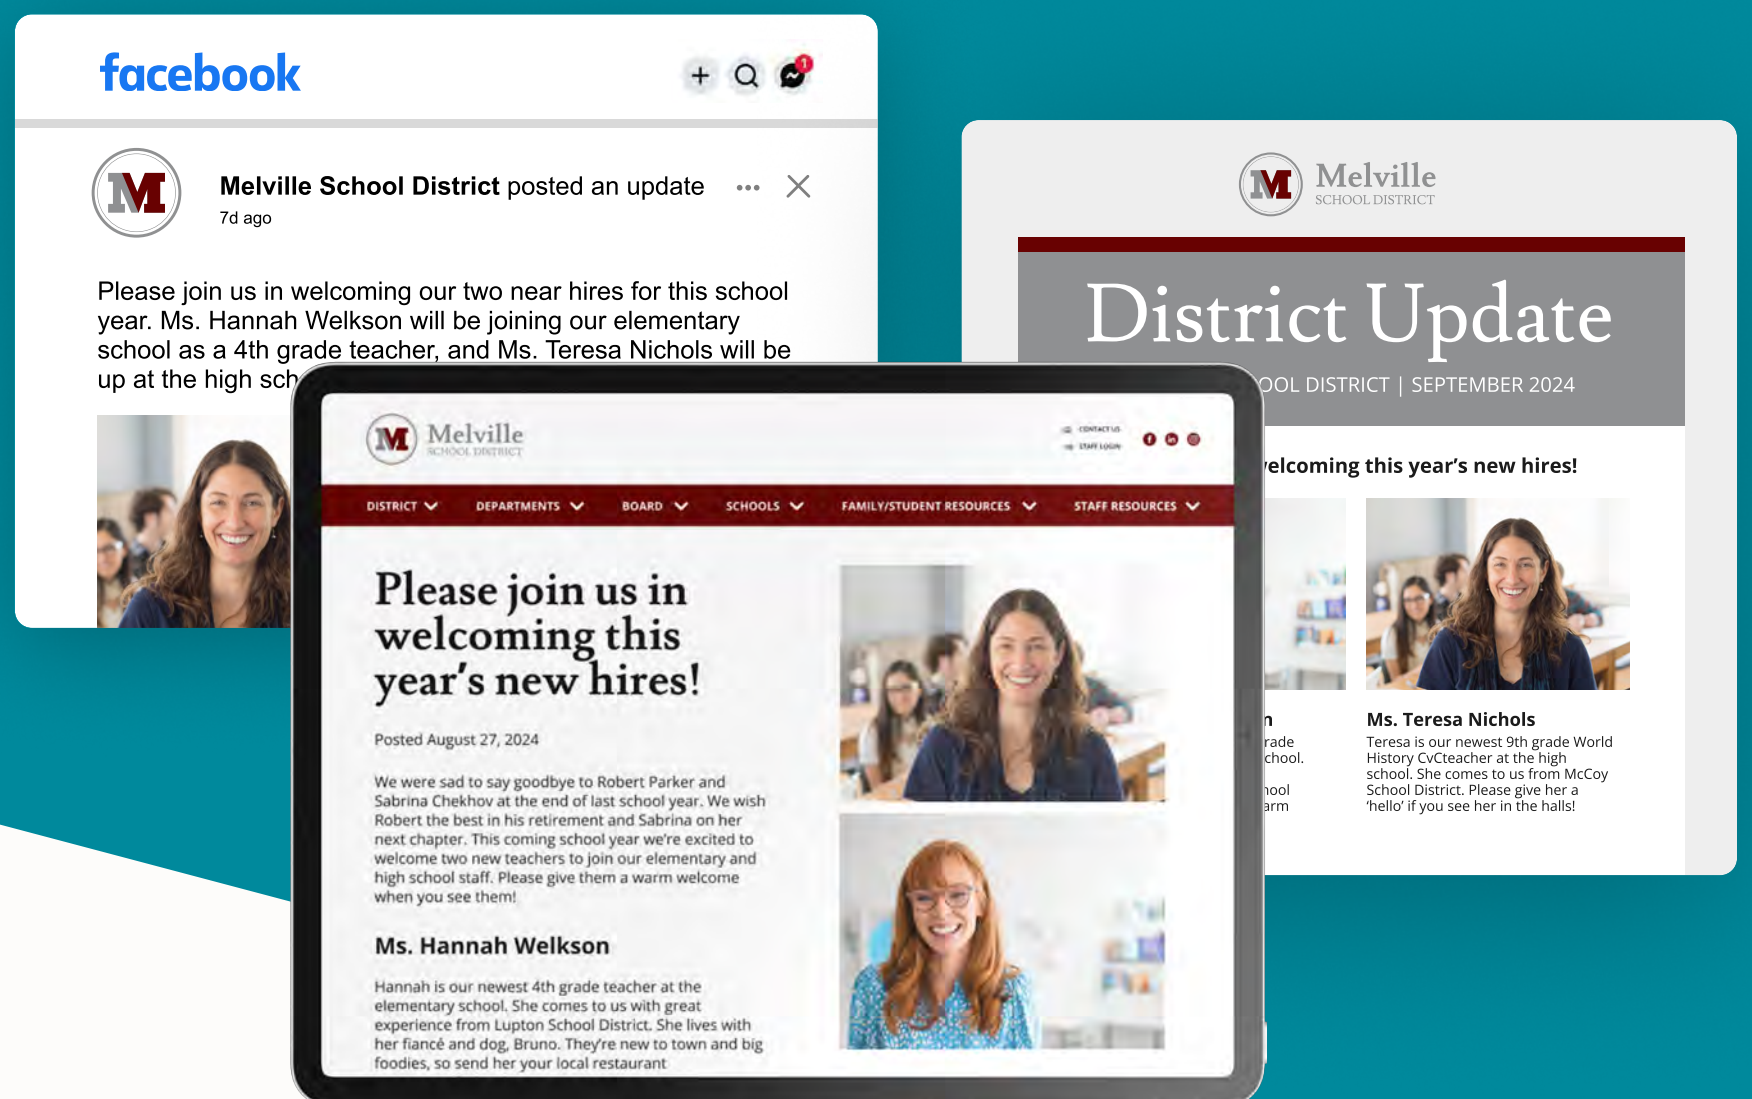 facebook
1
M
Melville School District posted an update
7d ago
Please join us in welcoming our two near hires for this school
year. Ms. Hannah Welkson will be joining our elementary
school as a 4th grade teacher, and Ms. Teresa Nichols will be
up at the high sch
M
Melville
SCHOOL DISTRICT
District Update
OOL DISTRICT | SEPTEMBER 2024
elcoming this year's new hires!
n
rade
chool.
hool
arm
Ms. Teresa Nichols
Teresa is our newest 9th grade World
History CvCteacher at the high
school. She comes to us from McCoy
School District. Please give her a
‘hello’ if you see her in the halls!
M
Melville
SCHOOL DISTRICT
CONTACT US
STAFF LOGIN
DISTRICT
DEPARTMENTS
BOARD
SCHOOLS
FAMILY/STUDENT RESOURCES
STAFF RESOURCES
Please join us in
welcoming this
year’s new hires!
Posted August 27, 2024
We were sad to say goodbye to Robert Parker and
Sabrina Chekhov at the end of last school year. We wish
Robert the best in his retirement and Sabrina on her
next chapter. This coming school year we’re excited to
welcome two new teachers to join our elementary and
high school staff. Please give them a warm welcome
when you see them!
Ms. Hannah Welkson
Hannah is our newest 4th grade teacher at the
elementary school. She comes to us with great
experience from Lupton School District. She lives with
her fiancé and dog, Bruno. They’re new to town and big
foodies, so send her your local restaurant